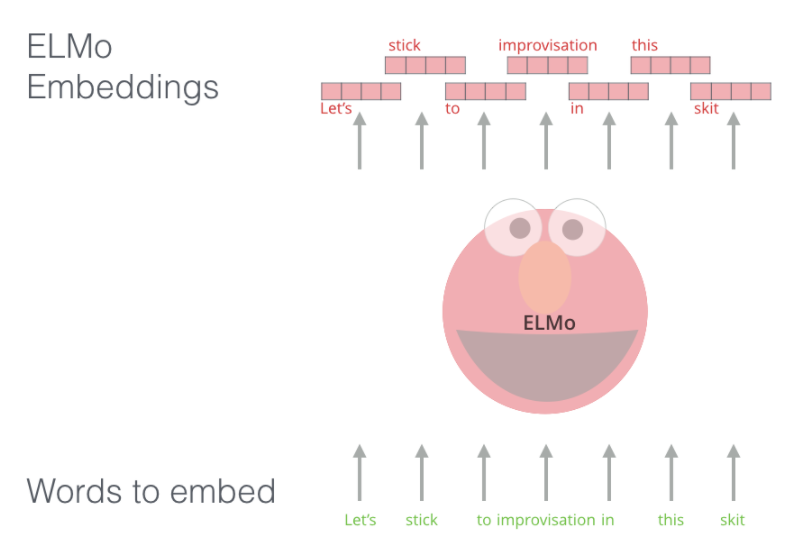 ELMo
Embeddings
stick improvisation this
Let's to in skit
ELMo
Words to embed
Let's stick to improvisation in this skit